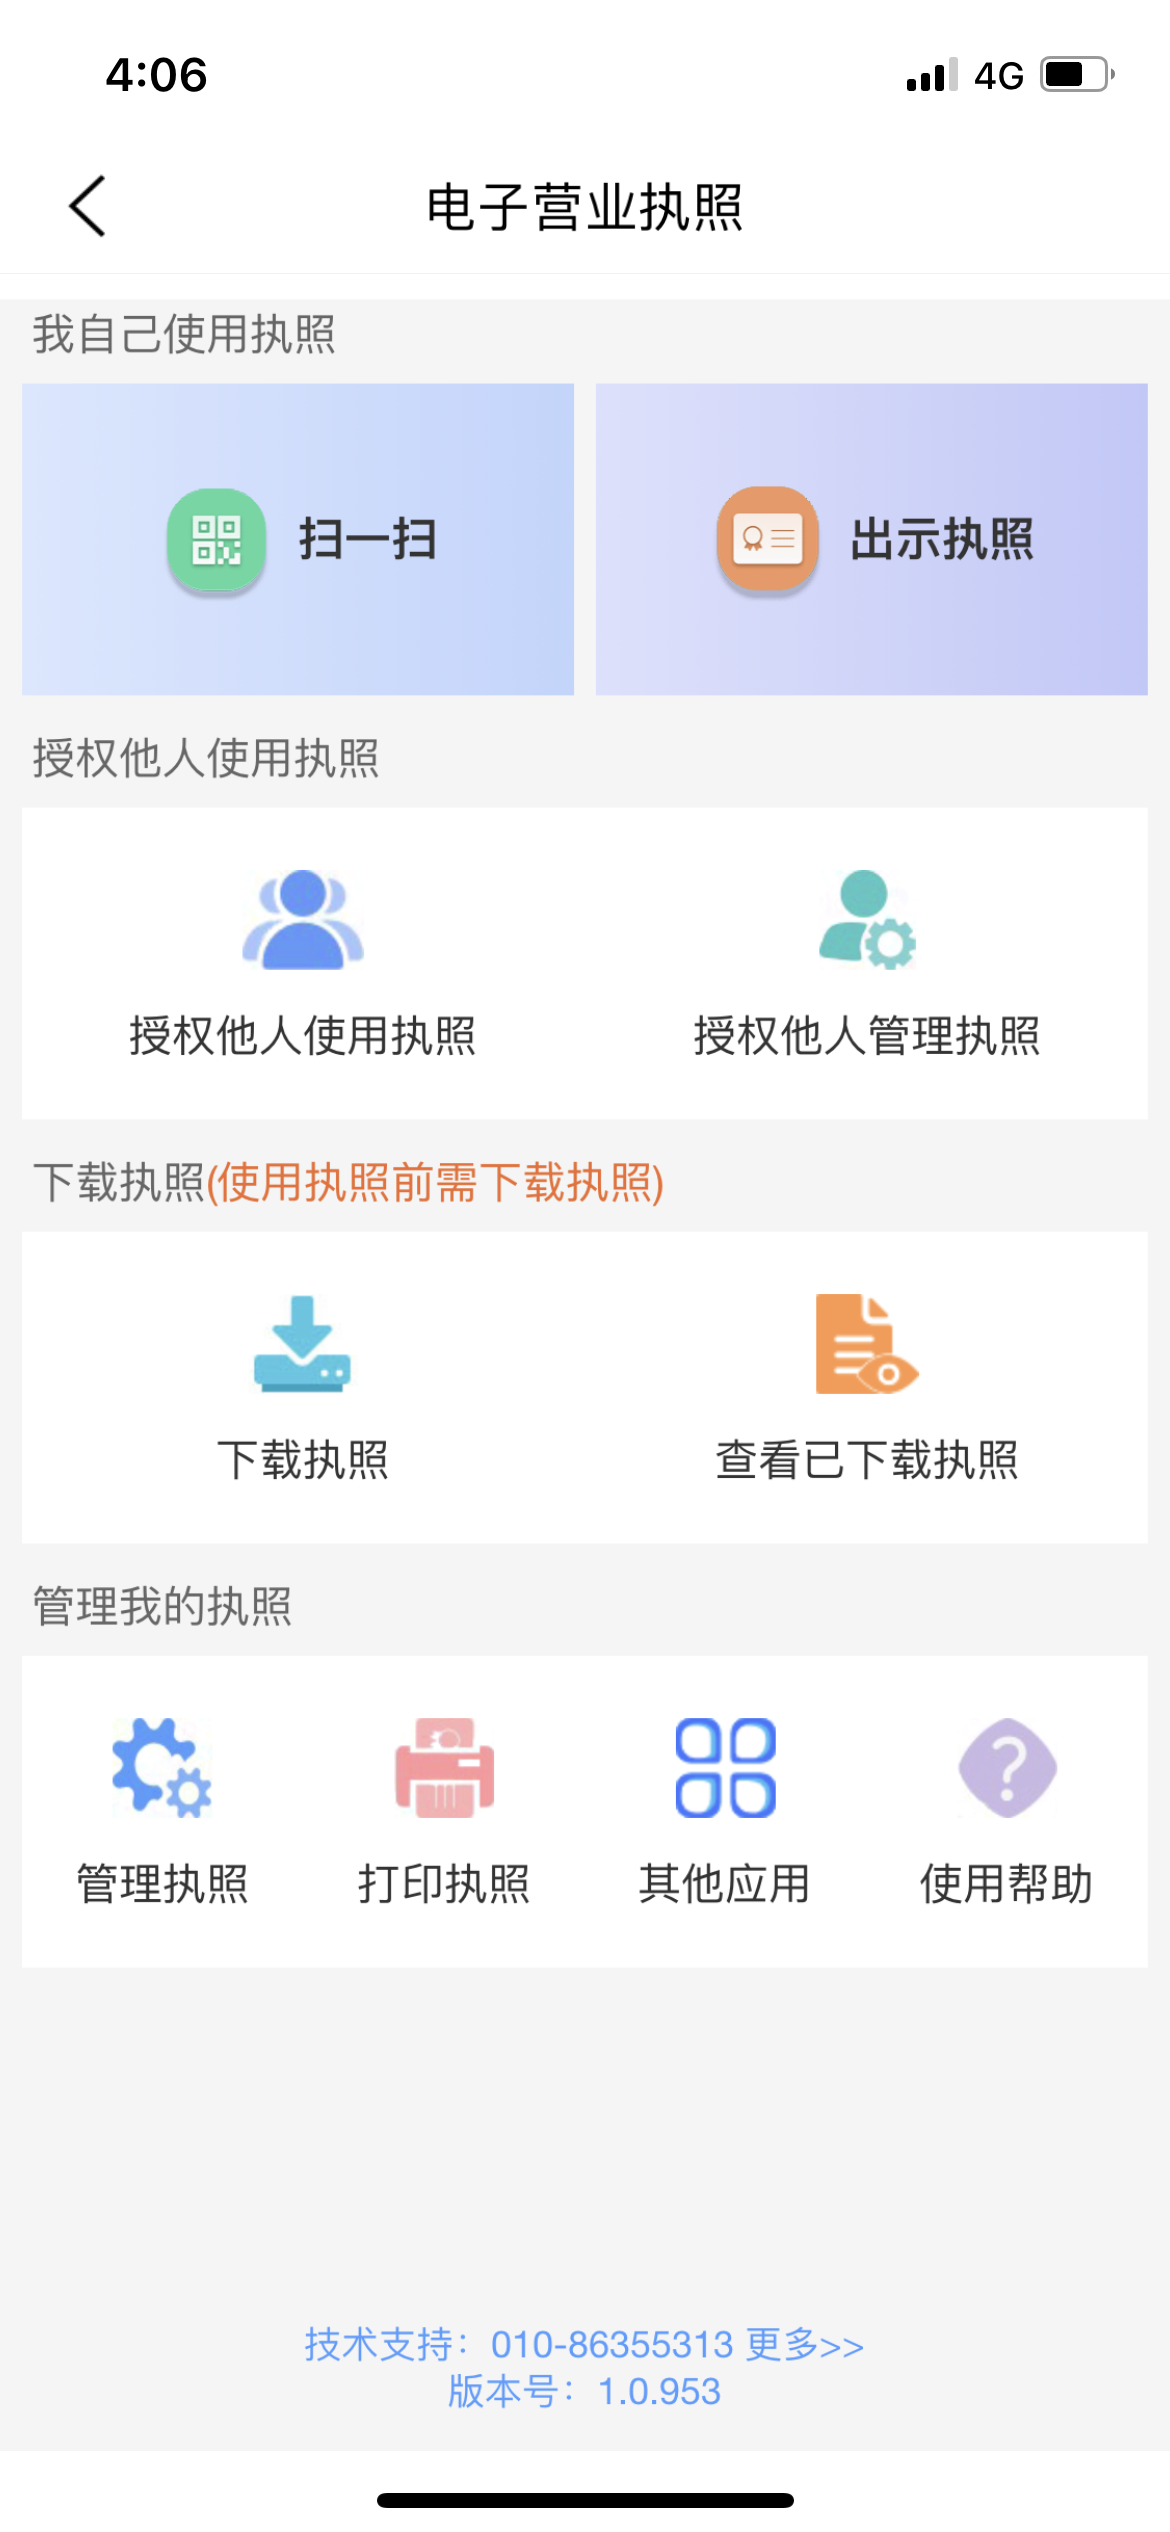 4:06
4G
电子营业执照
我自己使用执照
扫一扫
出示执照
授权他人使用执照
授权他人使用执照
授权他人管理执照
下载执照(使用执照前需下载执照)
下载执照
查看已下载执照
管理我的执照
管理执照
打印执照
其他应用
使用帮助
技术支持：010-86355313 更多>>
版本号：1.0.953